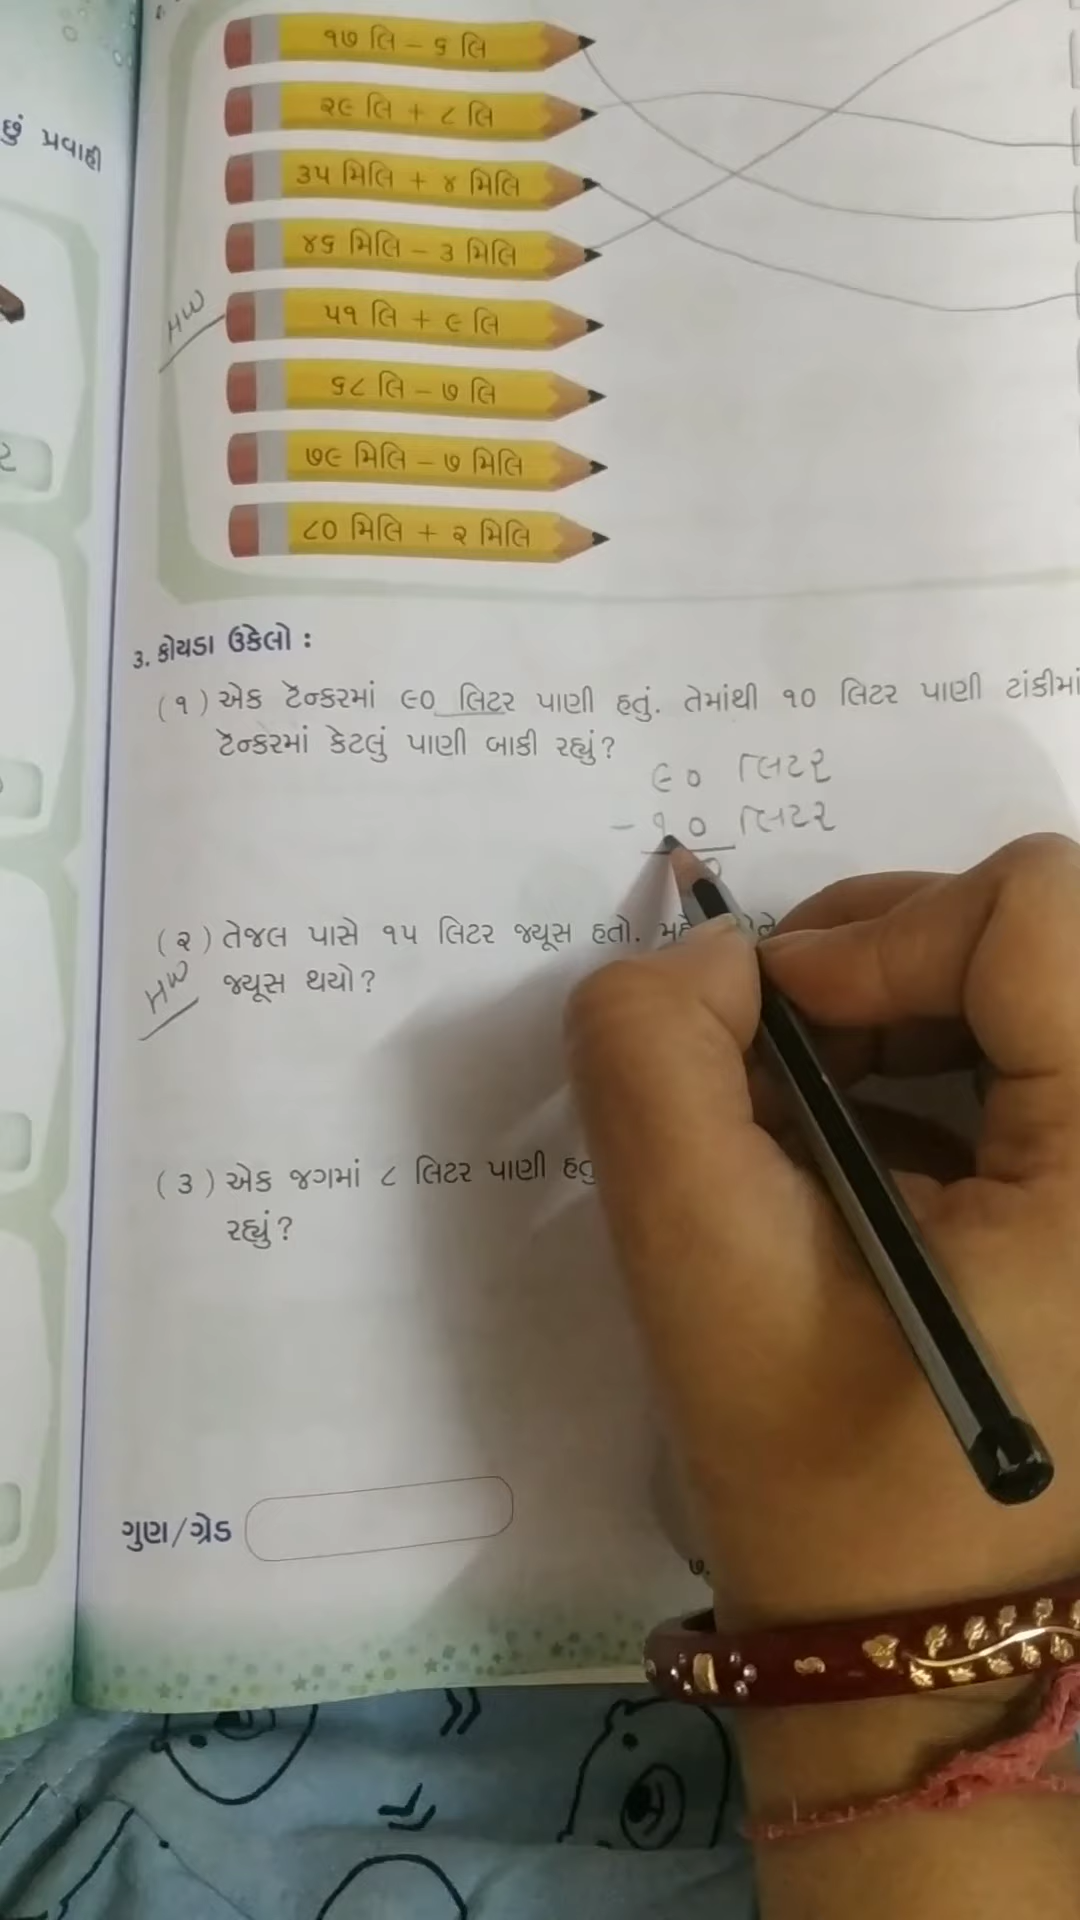 છું પ્રવાહી
૧૭ લિ – ૬ લિ
૨૯ લિ + ૮ લિ
૩૫ મિલિ + ૪ મિલિ
૪૬ મિલિ – ૩ મિલિ
HW
૫૧ લિ + ૯ લિ
૬૮ લિ – ૭ લિ
૭૯ મિલિ – ૭ મિલિ
૮૦ મિલિ + ૨ મિલિ
૩. કોયડા ઉકેલો :
(૧) એક ટૅન્કરમાં ૯૦ લિટર પાણી હતું. તેમાંથી ૧૦ લિટર પાણી ટાંકીમાં
ટૅન્કરમાં કેટલું પાણી બાકી રહ્યું?
૯૦ લિટર
– ૧૦ લિટર
૦
(૨) તેજલ પાસે ૧૫ લિટર જ્યૂસ હતો.
HW જ્યૂસ થયો?
(૩) એક જગમાં ૮ લિટર પાણી હતું
રહ્યું?
ગુણ/ગ્રેડ
૭.